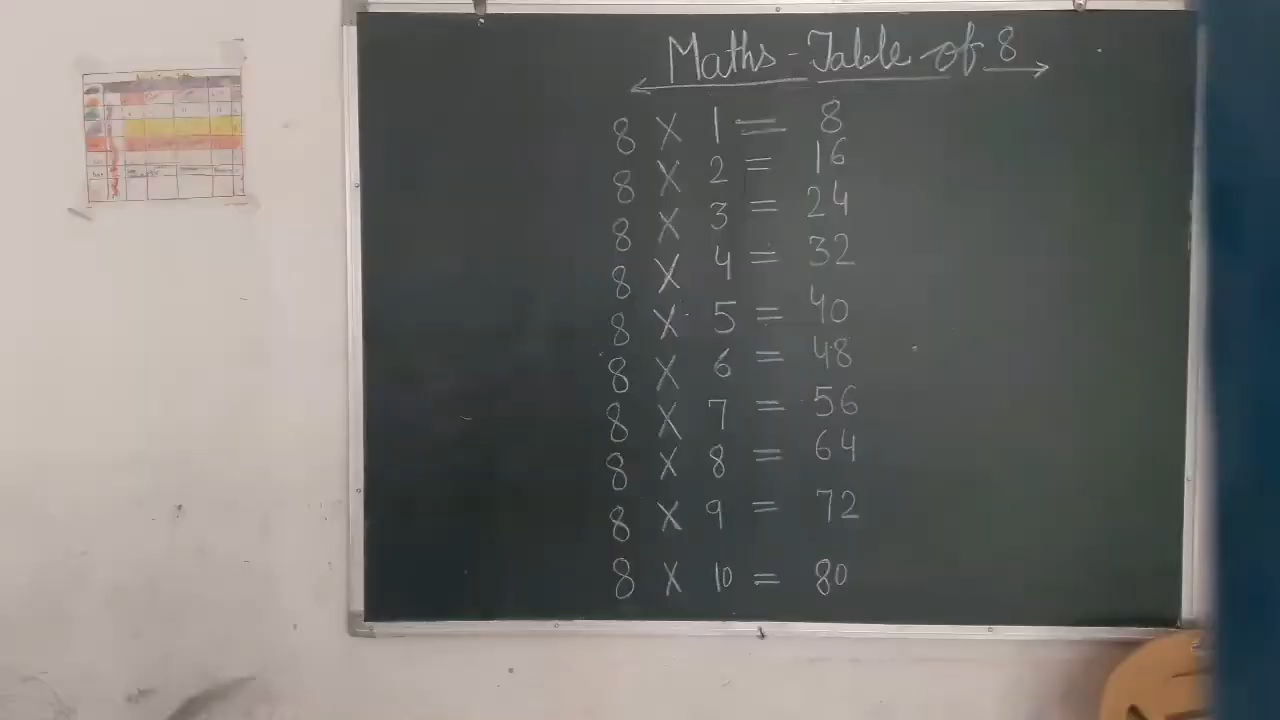 Maths - Table of 8
8 X 1 = 8
8 X 2 = 16
8 X 3 = 24
8 X 4 = 32
8 X 5 = 40
8 X 6 = 48
8 X 7 = 56
8 X 8 = 64
8 X 9 = 72
8 X 10 = 80